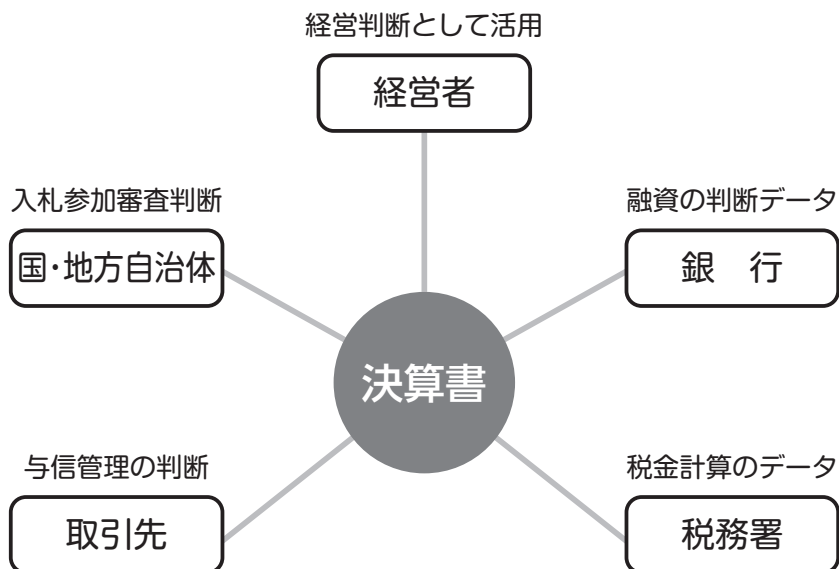 経営判断として活用
経営者
入札参加審査判断
国・地方自治体
融資の判断データ
銀　行
決算書
与信管理の判断
取引先
税金計算のデータ
税務署